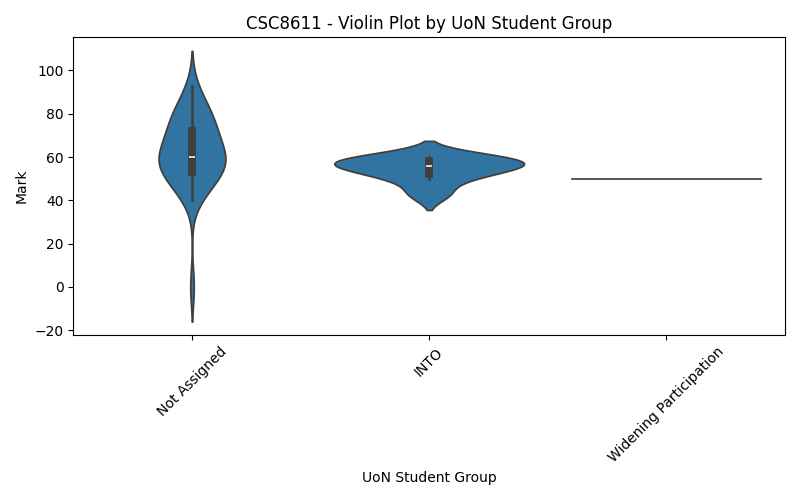 CSC8611 - Violin Plot by UoN Student Group
Mark
100
80
60
40
20
0
−20
Not Assigned
INTO
Widening Participation
UoN Student Group